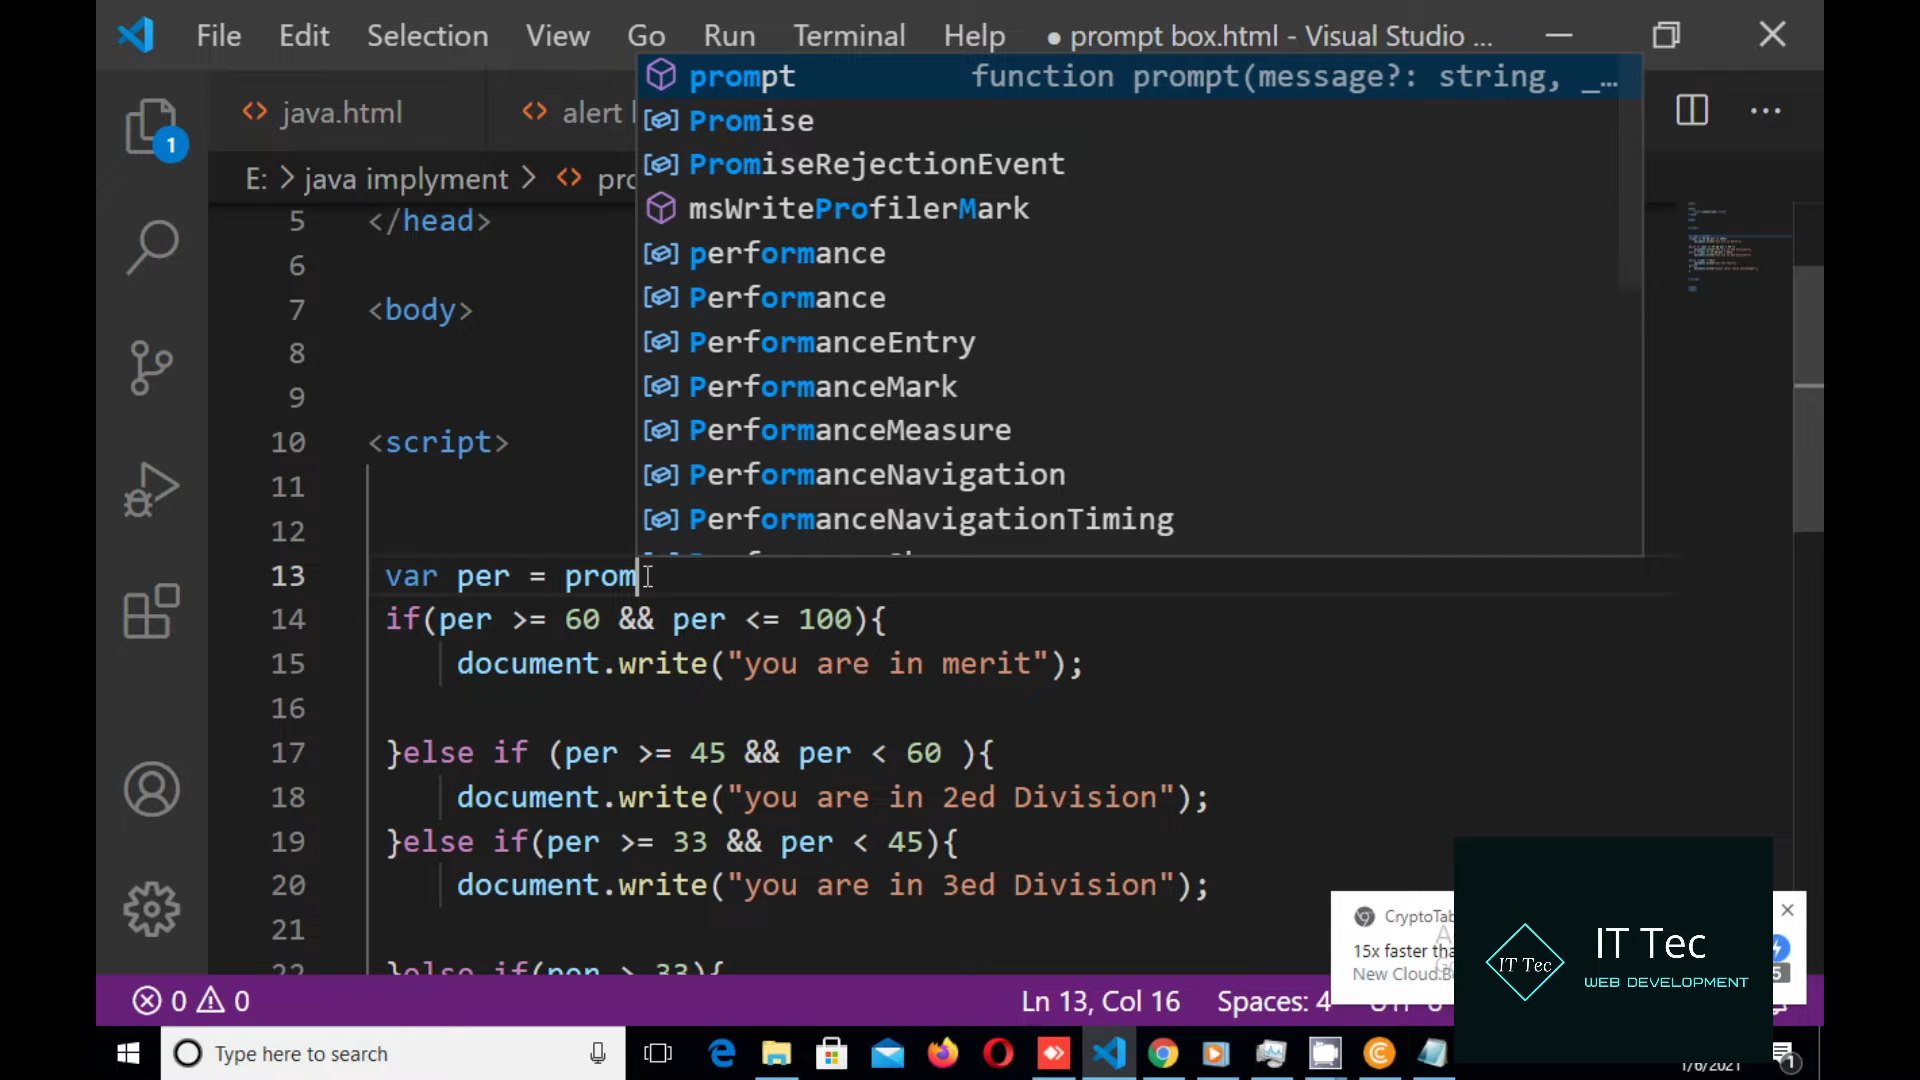 File Edit Selection View Go Run Terminal Help ● prompt box.html - Visual Studio ...
java.html
alert
E: > java implyment >
prompt function prompt(message?: string, _…
Promise
PromiseRejectionEvent
msWriteProfilerMark
performance
Performance
PerformanceEntry
PerformanceMark
PerformanceMeasure
PerformanceNavigation
PerformanceNavigationTiming
1
5 </head>
6
7 <body>
8
9
10 <script>
11
12
13 var per = prom
14 if(per >= 60 && per <= 100){
15 document.write("you are in merit");
16
17 }else if (per >= 45 && per < 60 ){
18 document.write("you are in 2ed Division");
19 }else if(per >= 33 && per < 45){
20 document.write("you are in 3ed Division");
21
22 }else if(per > 33){
CryptoTab
15x faster tha
New Cloud.B
IT Tec
IT Tec
WEB DEVELOPMENT
0 0
Ln 13, Col 16 Spaces: 4
Type here to search
1/6/2021
1